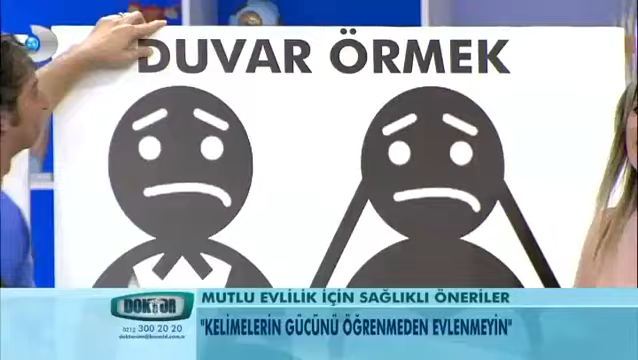 D
DUVAR ÖRMEK
DOKTOR
0212 300 20 20
MUTLU EVLİLİK İÇİN SAĞLIKLI ÖNERİLER
"KELİMELERİN GÜCÜNÜ ÖĞRENMEDEN EVLENMEYİN"